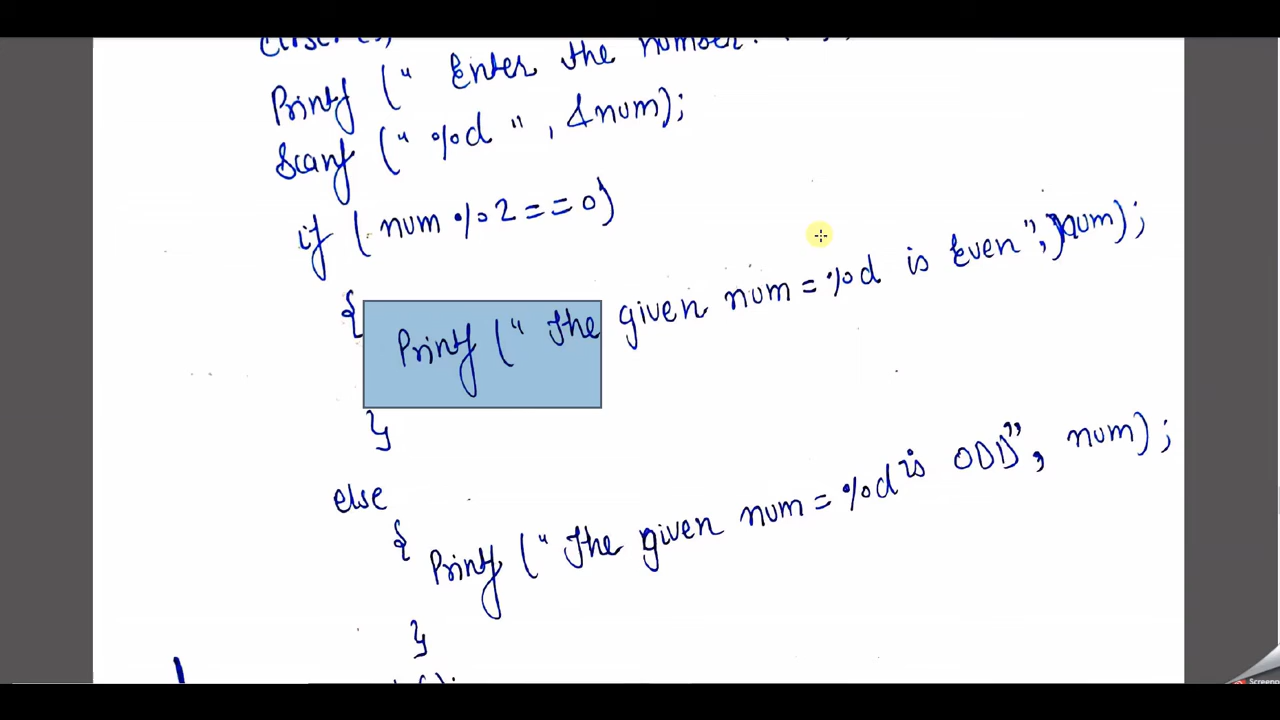 Printf (" Enter the number:
Scanf (" %d ", &num);
if ( num %2 == 0)
{
Printf (" The given num = %d is Even", num);
}
else
{
Printf (" The given num = %d is ODD", num);
}